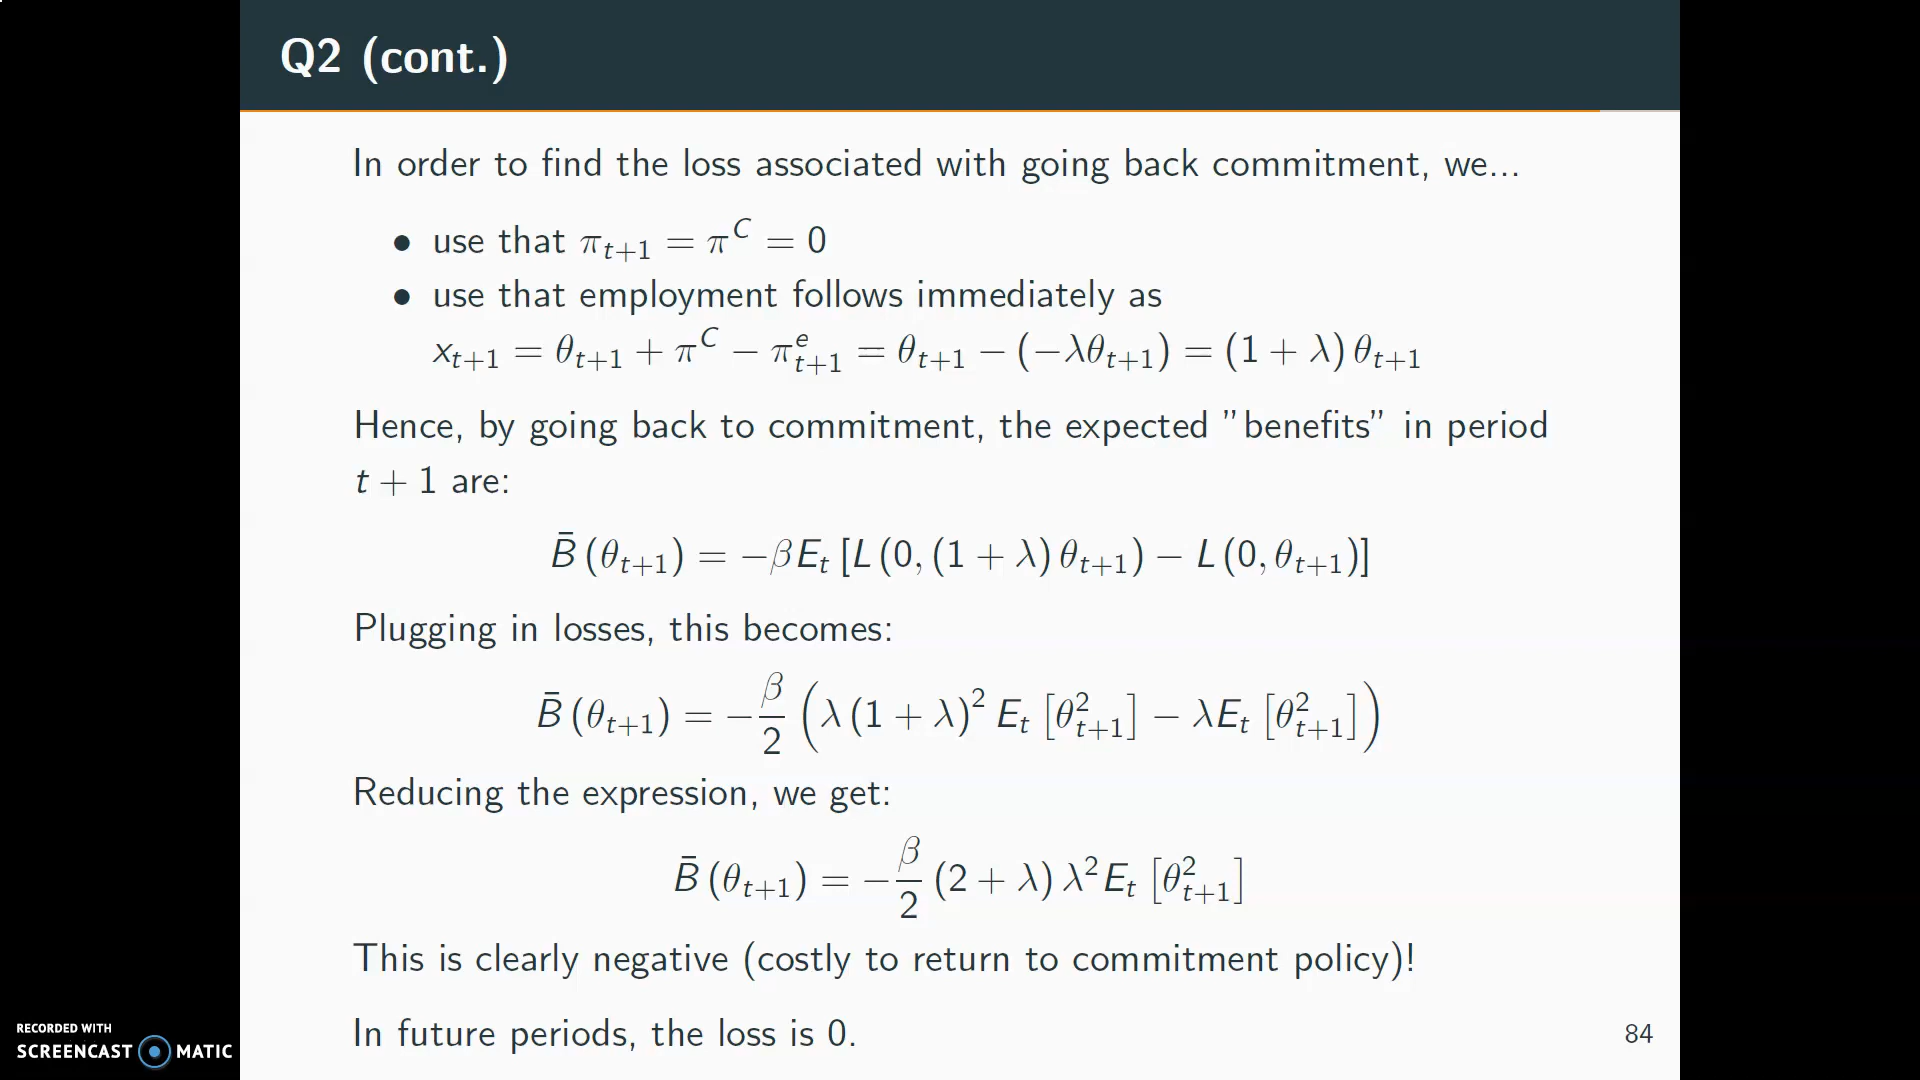 Q2 (cont.)
In order to find the loss associated with going back commitment, we...
• use that π_{t+1} = π^C = 0
• use that employment follows immediately as
x_{t+1} = θ_{t+1} + π^C − π^e_{t+1} = θ_{t+1} − (−λθ_{t+1}) = (1 + λ) θ_{t+1}
Hence, by going back to commitment, the expected ”benefits” in period
t + 1 are:
B̄ (θ_{t+1}) = −βE_t [L (0, (1 + λ) θ_{t+1}) − L (0, θ_{t+1})]
Plugging in losses, this becomes:
B̄ (θ_{t+1}) = −\frac{β}{2} (λ (1 + λ)^2 E_t [θ^2_{t+1}] − λE_t [θ^2_{t+1}])
Reducing the expression, we get:
B̄ (θ_{t+1}) = −\frac{β}{2} (2 + λ) λ^2 E_t [θ^2_{t+1}]
This is clearly negative (costly to return to commitment policy)!
In future periods, the loss is 0.
84
RECORDED WITH
SCREENCAST MATIC